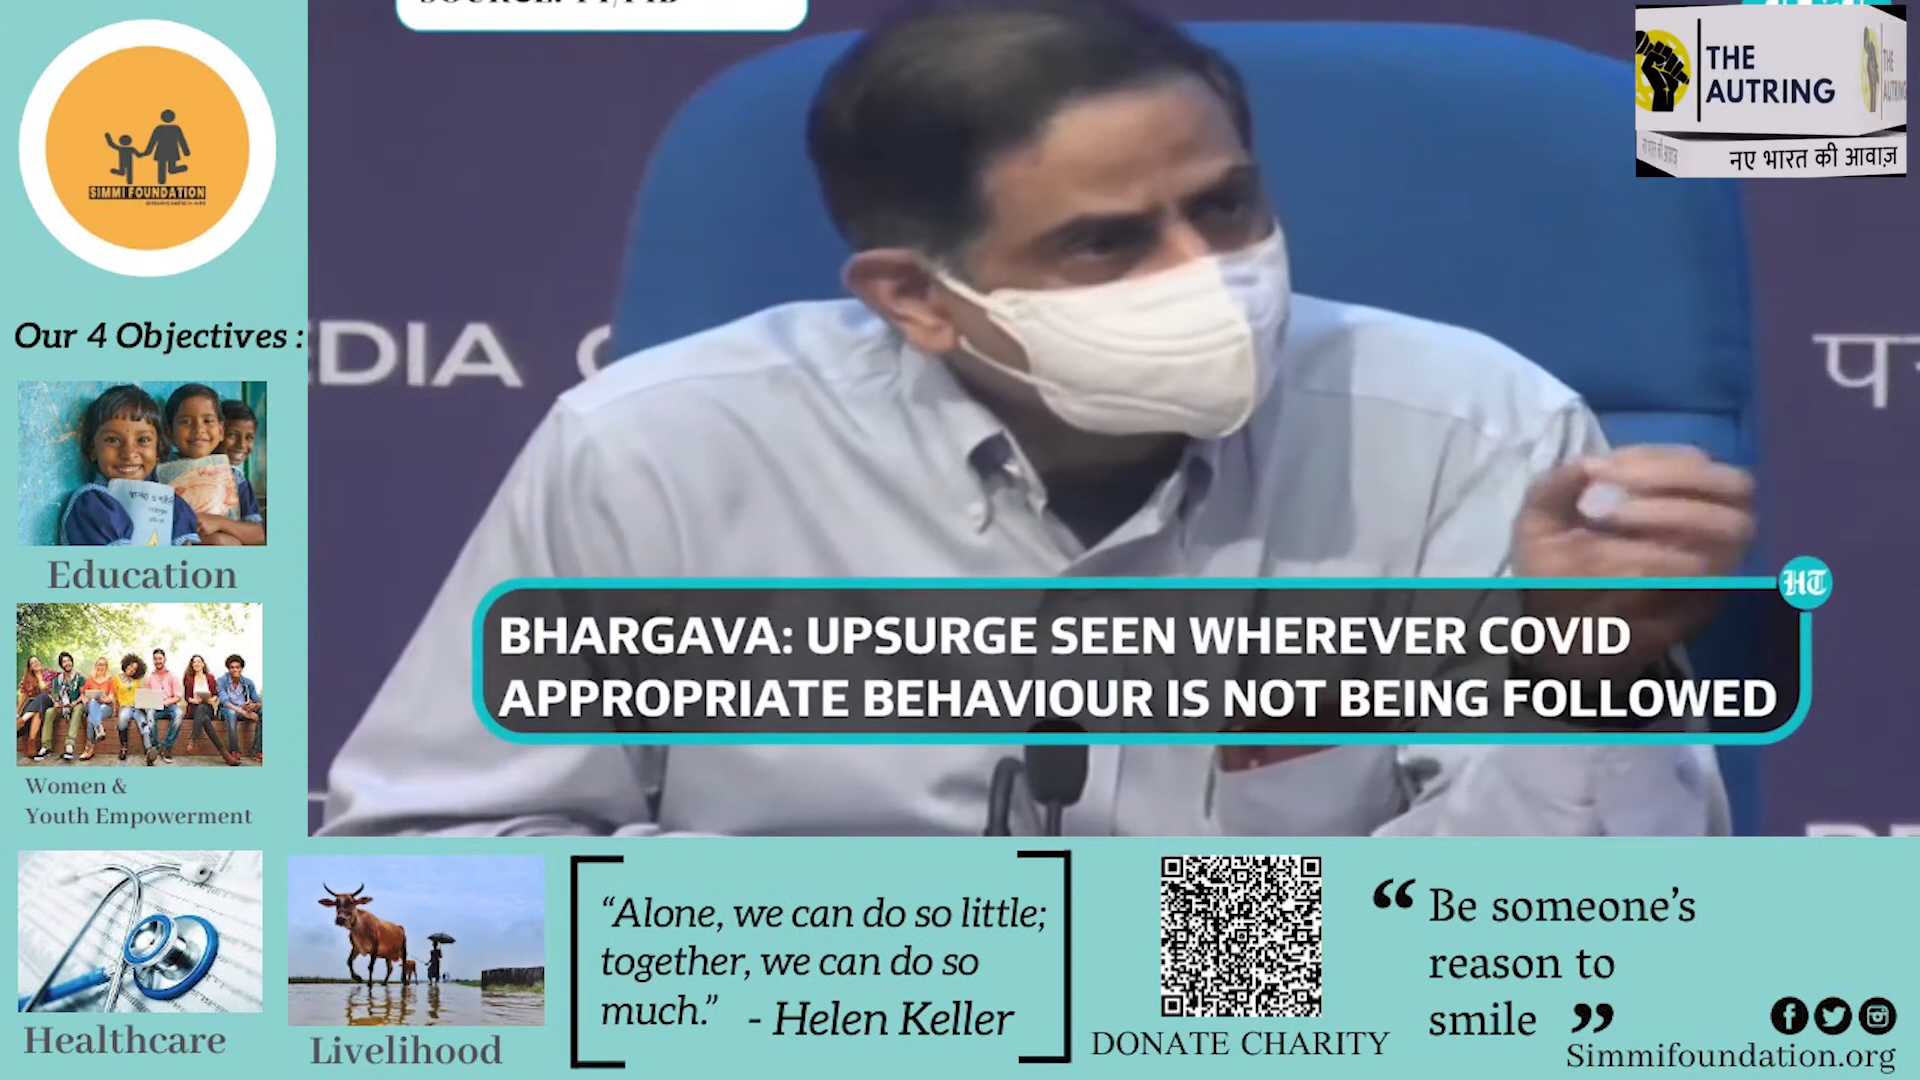 SIMMI FOUNDATION
Our 4 Objectives :
Education
Women &
Youth Empowerment
Healthcare
Livelihood
EDIA
THE
AUTRING
नए भारत की आवाज़
HT
BHARGAVA: UPSURGE SEEN WHEREVER COVID
APPROPRIATE BEHAVIOUR IS NOT BEING FOLLOWED
“Alone, we can do so little;
together, we can do so
much.” - Helen Keller
DONATE CHARITY
“ Be someone’s
reason to
smile ”
Simmifoundation.org